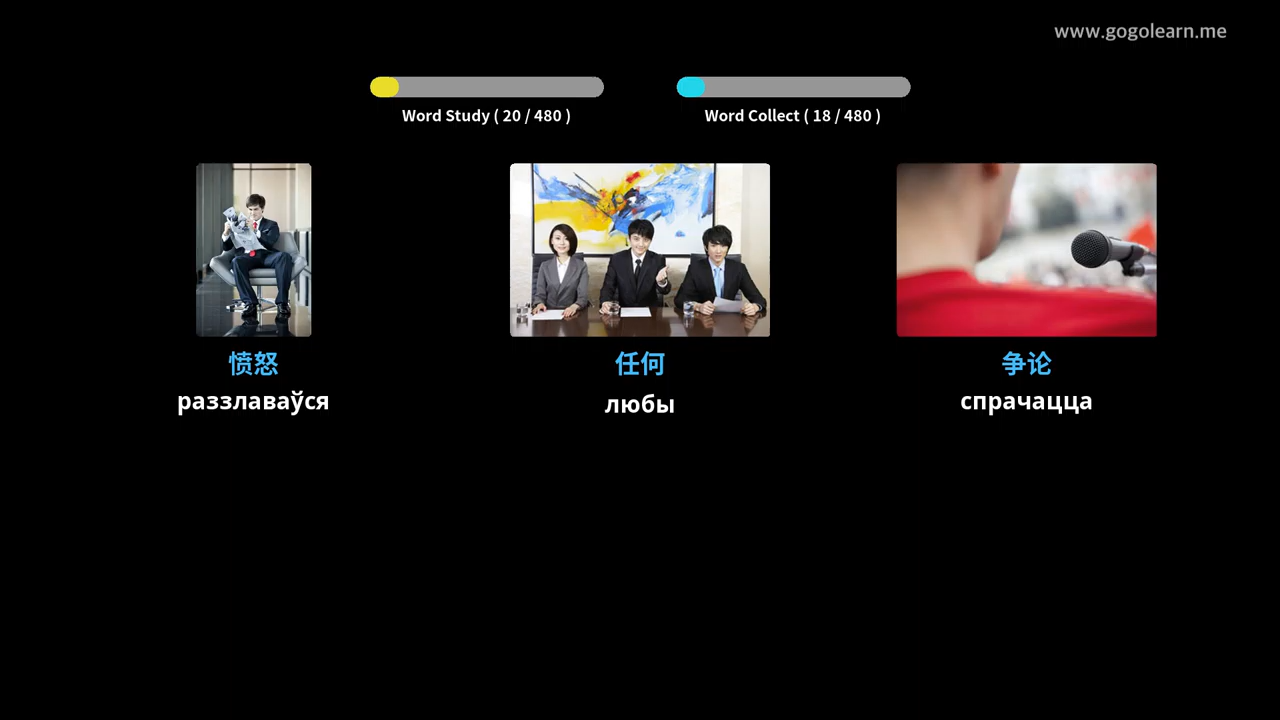 www.gogolearn.me
Word Study ( 20 / 480 )
Word Collect ( 18 / 480 )
愤怒
раззлаваўся
任何
любы
争论
спрачацца